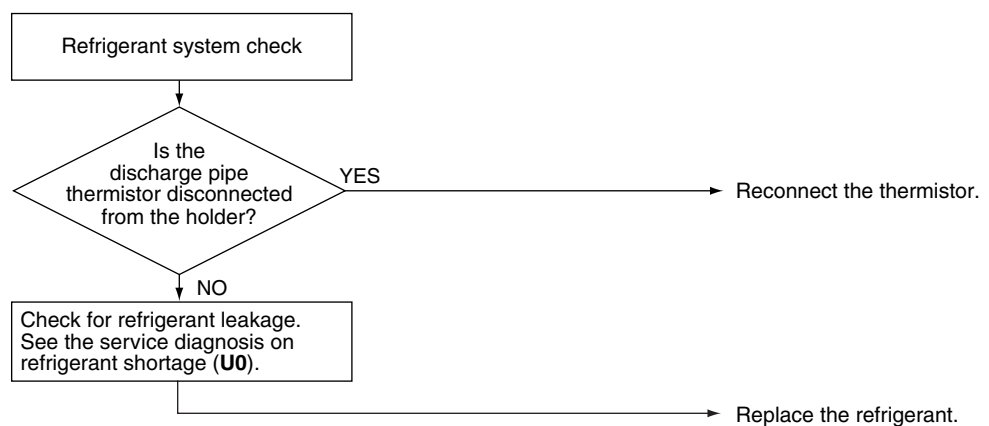 Refrigerant system check
Is the
discharge pipe
thermistor disconnected
from the holder?
YES
Reconnect the thermistor.
NO
Check for refrigerant leakage.
See the service diagnosis on
refrigerant shortage (U0).
Replace the refrigerant.